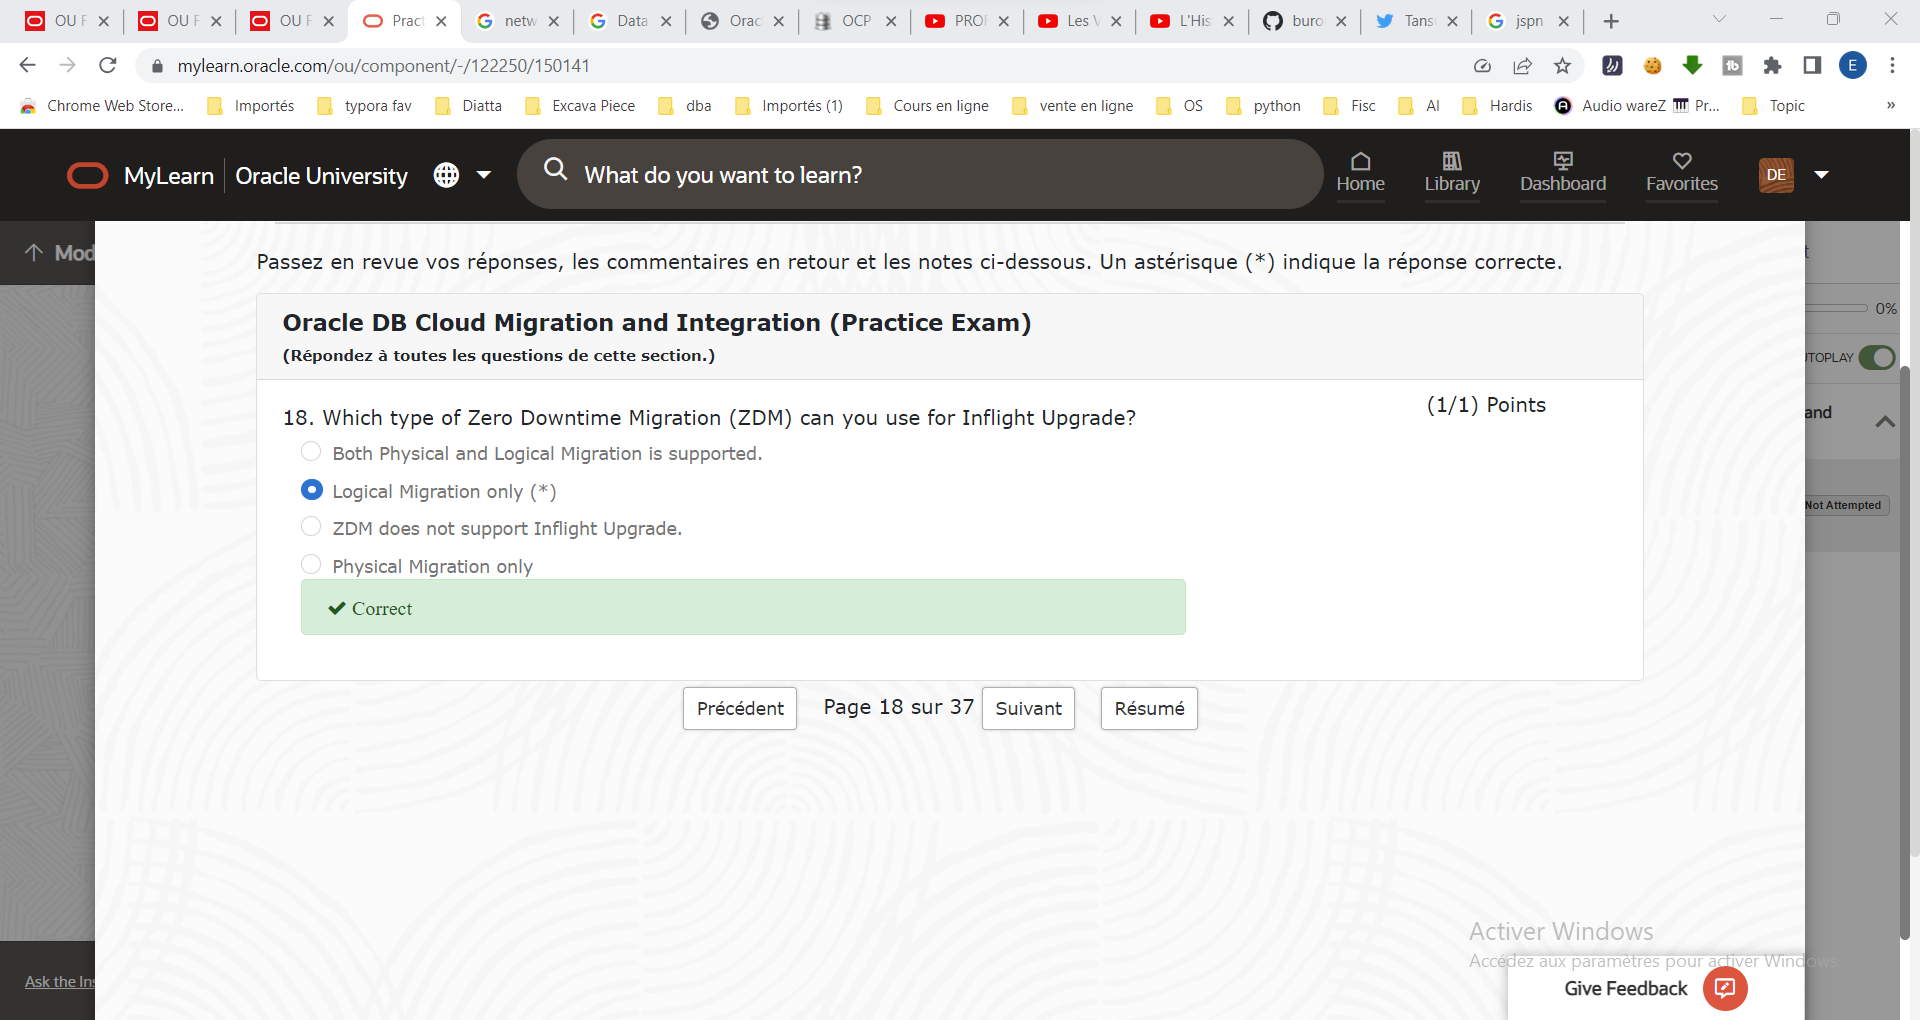 OU F
OU F
OU F
Pract
netw
Data
Orac
OCP
PROF
Les V
L'His
buro
Tans
jspn
mylearn.oracle.com/ou/component/-/122250/150141
E
Chrome Web Store...
Importés
typora fav
Diatta
Excava Piece
dba
Importés (1)
Cours en ligne
vente en ligne
OS
python
Fisc
AI
Hardis
Audio wareZ
Pr...
Topic
»
MyLearn
Oracle University
What do you want to learn?
Home
Library
Dashboard
Favorites
DE
Mod
Passez en revue vos réponses, les commentaires en retour et les notes ci-dessous. Un astérisque (*) indique la réponse correcte.
t
0%
Oracle DB Cloud Migration and Integration (Practice Exam)
(Répondez à toutes les questions de cette section.)
UTOPLAY
18. Which type of Zero Downtime Migration (ZDM) can you use for Inflight Upgrade?
(1/1) Points
and
Both Physical and Logical Migration is supported.
Logical Migration only (*)
Not Attempted
ZDM does not support Inflight Upgrade.
Physical Migration only
Correct
Précédent
Page 18 sur 37
Suivant
Résumé
Activer Windows
Accédez aux paramètres pour activer Windows.
Ask the Ins
Give Feedback